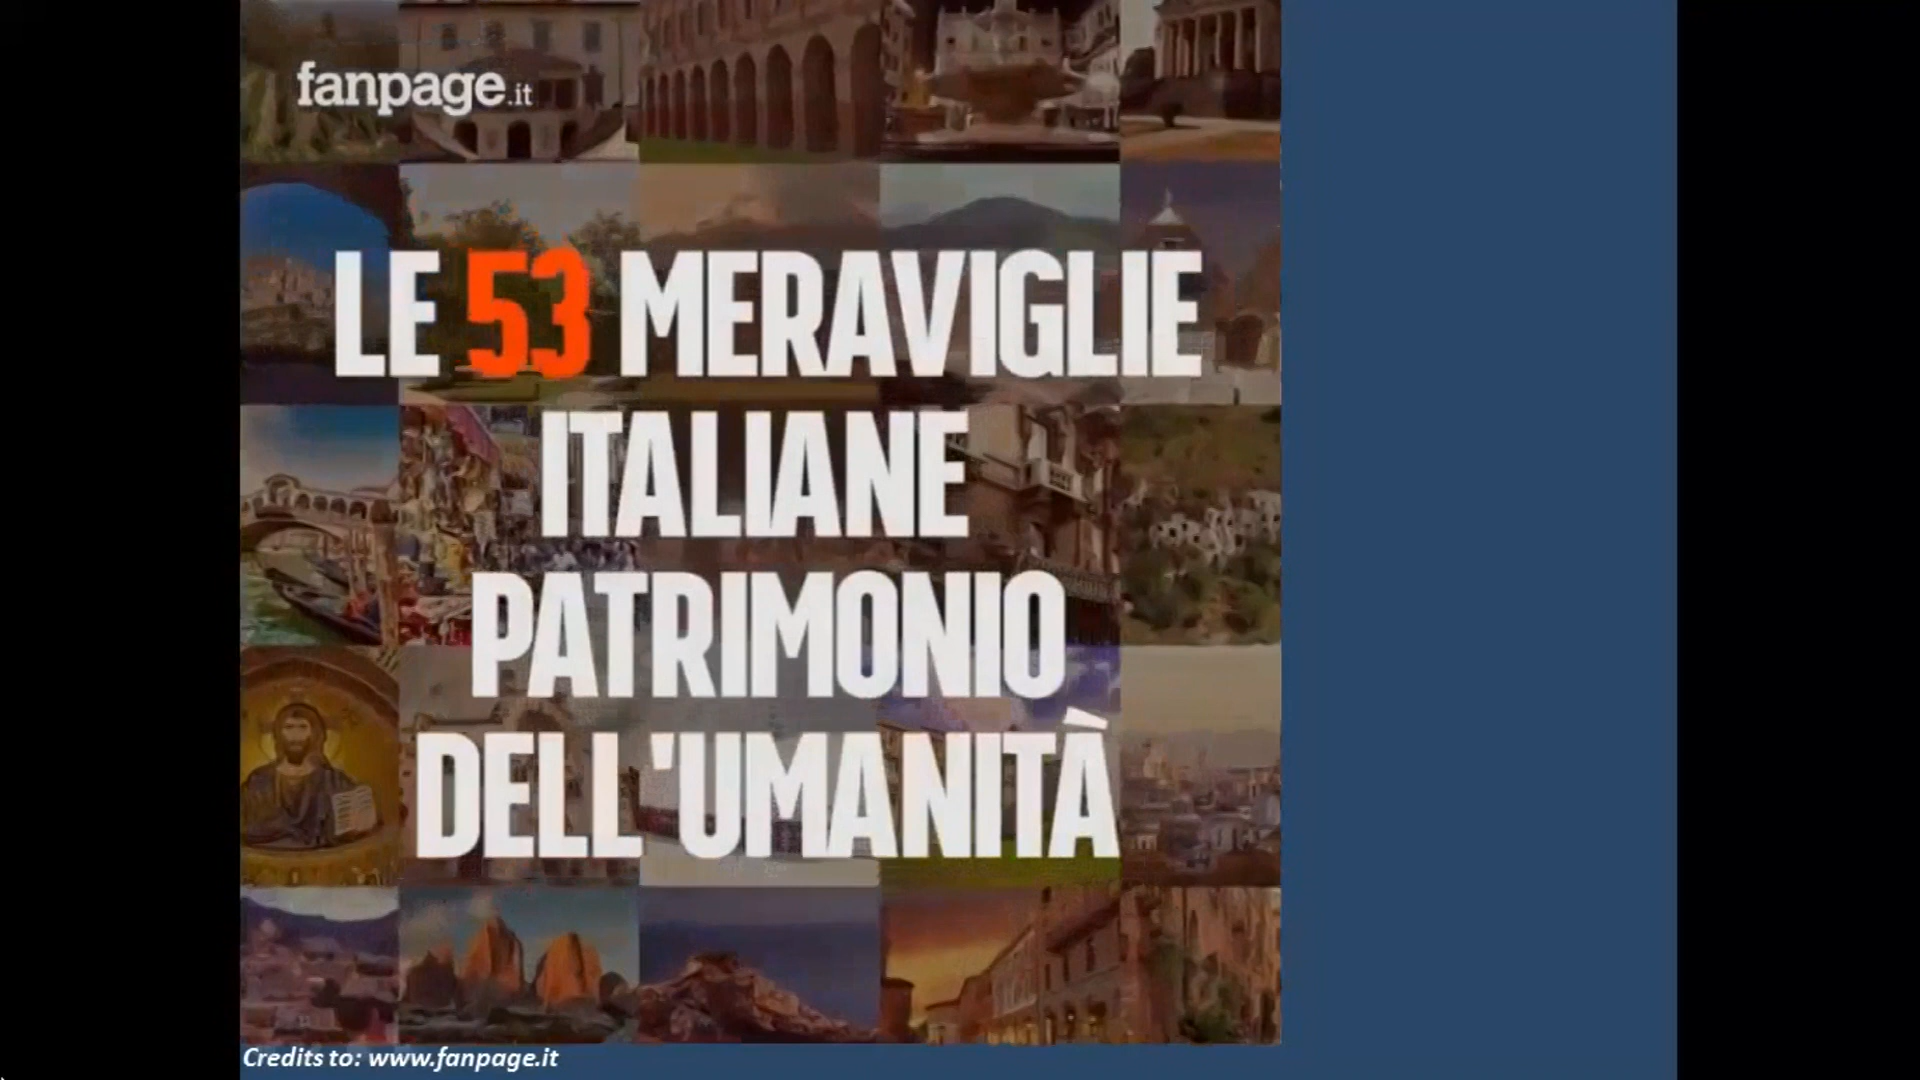 fanpage.it
LE 53 MERAVIGLIE
ITALIANE
PATRIMONIO
DELL'UMANITÀ
Credits to: www.fanpage.it